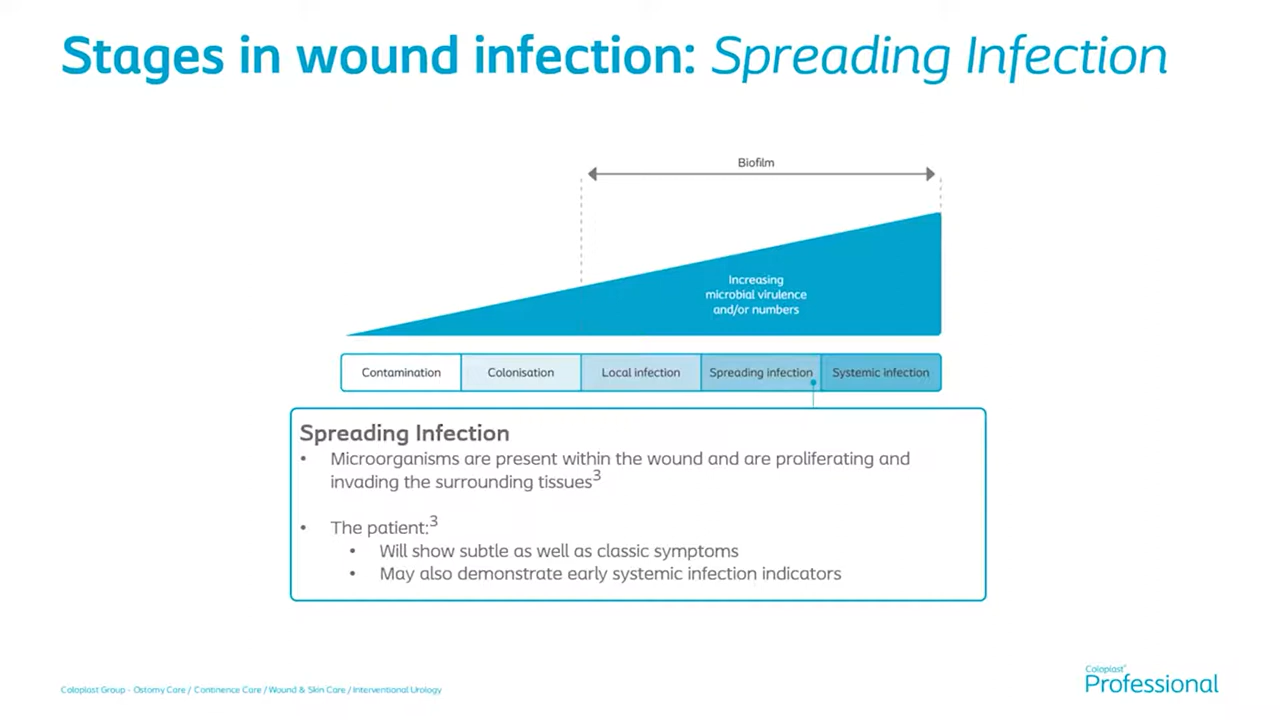 Stages in wound infection: Spreading Infection
Biofilm
Increasing
microbial virulence
and/or numbers
Contamination
Colonisation
Local infection
Spreading infection
Systemic infection
Spreading Infection
• Microorganisms are present within the wound and are proliferating and
invading the surrounding tissues3
• The patient:3
• Will show subtle as well as classic symptoms
• May also demonstrate early systemic infection indicators
Coloplast Group - Ostomy Care / Continence Care / Wound & Skin Care / Interventional Urology
Coloplast
Professional